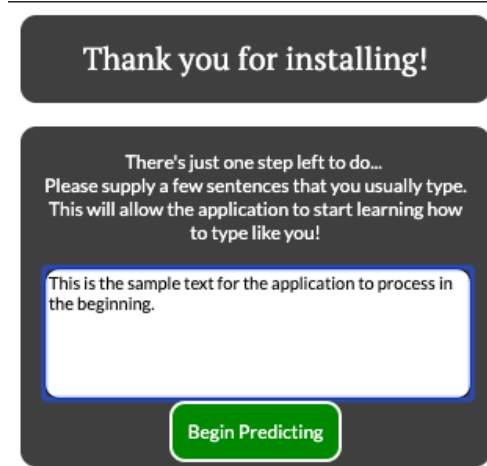 Thank you for installing!
There's just one step left to do...
Please supply a few sentences that you usually type.
This will allow the application to start learning how
to type like you!
This is the sample text for the application to process in
the beginning.
Begin Predicting